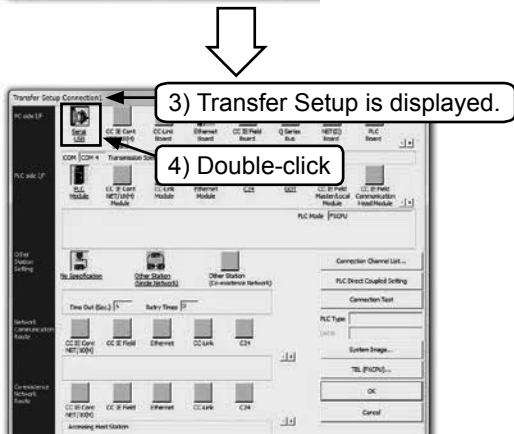 3) Transfer Setup is displayed.
4) Double-click
Transfer Setup Connection1
PC side I/F
Serial USB
CC IE Cont NET/10(H) Board
CC-Link Board
Ethernet Board
CC IE Field Board
Q Series Bus
NET(II) Board
PLC Board
COM COM 4 Transmission
PLC side I/F
PLC Module
CC IE Cont NET/10(H) Module
CC-Link Module
Ethernet Module
C24
GOT
CC IE Field Master/Local Module
CC IE Field Communication Head Module
PLC Mode FXCPU
Other Station Setting
No Specification
Other Station (Single Network)
Other Station (Co-existence Network)
Time Out (Sec.) 5
Retry Times 0
Connection Channel List...
PLC Direct Coupled Setting
Connection Test
PLC Type
System Image...
TEL (FXCPU)...
OK
Cancel
Network Communication Route
CC IE Cont NET/10(H)
CC IE Field
Ethernet
CC-Link
C24
Co-existence Network Route
CC IE Cont NET/10(H)
CC IE Field
Ethernet
CC-Link
C24
Accessing Host Station